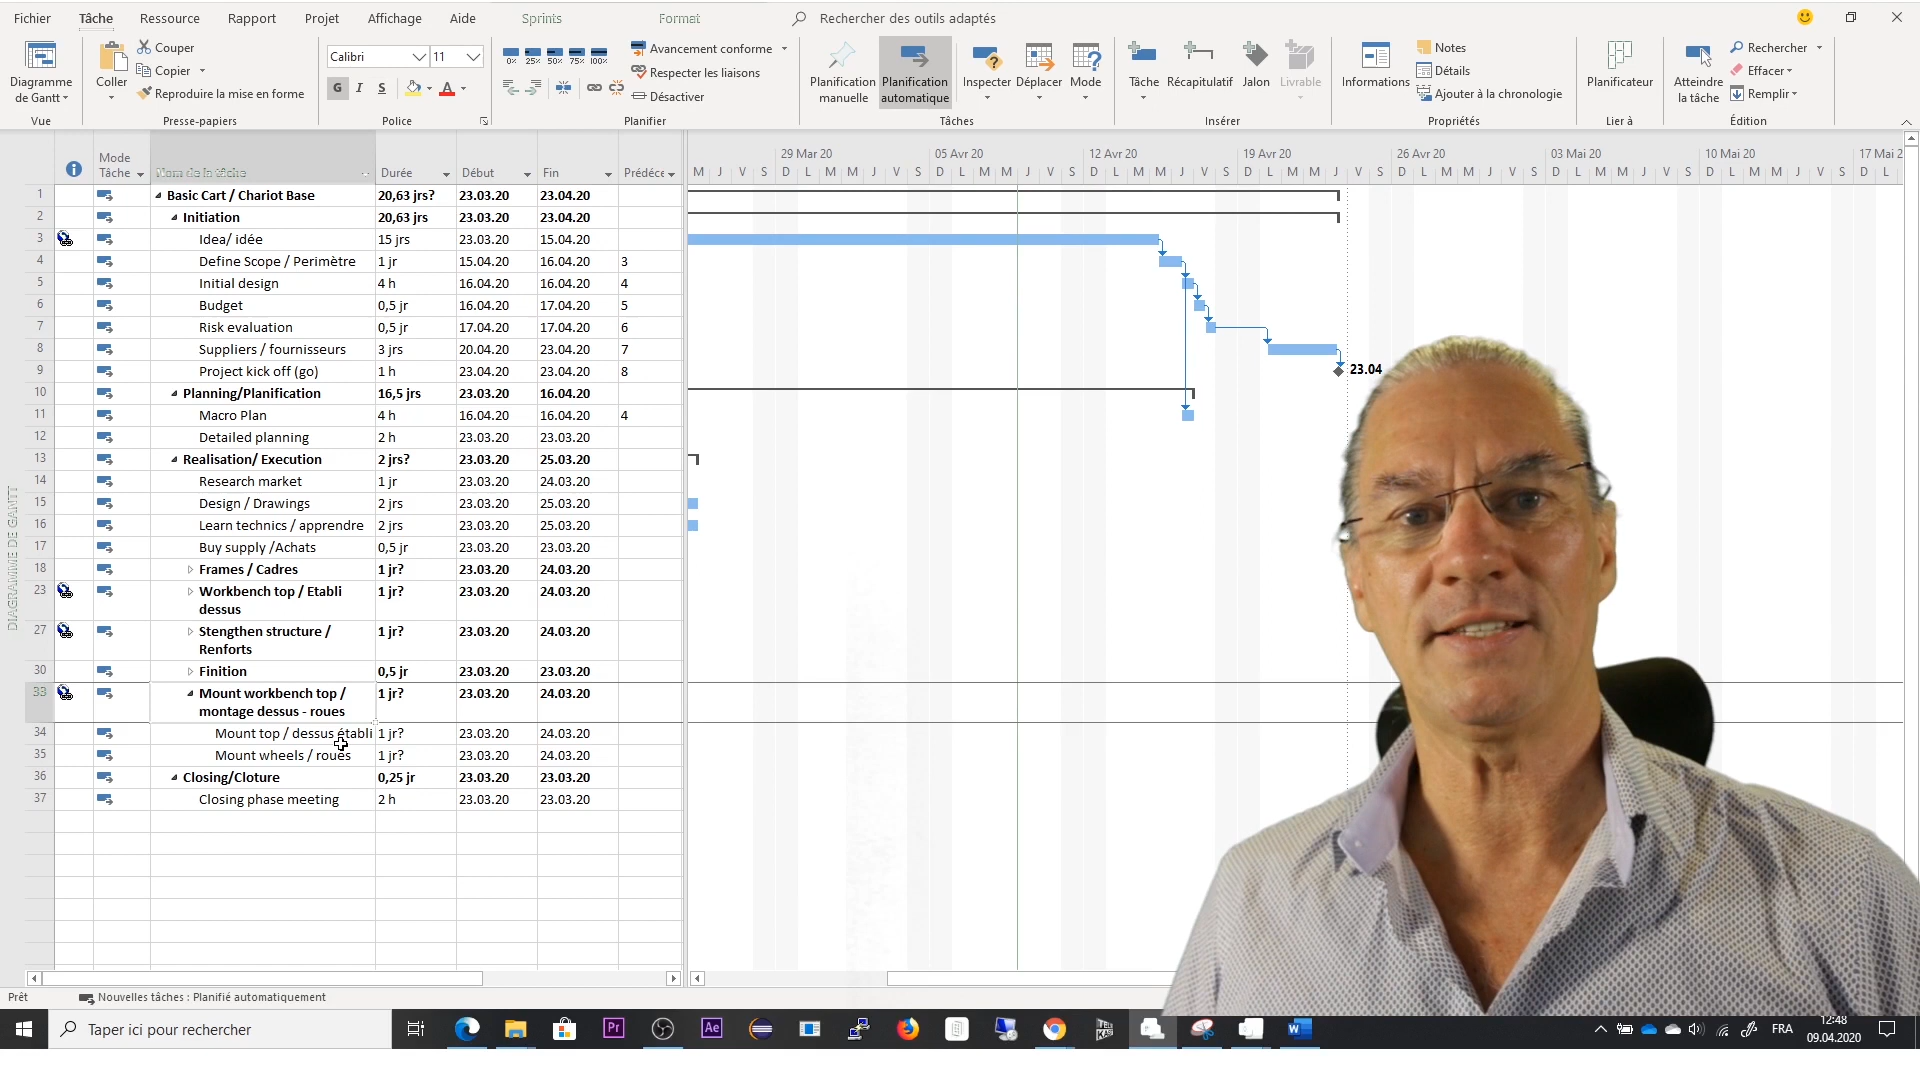 Fichier Tâche Ressource Rapport Projet Affichage Aide Sprints Format Rechercher des outils adaptés
Diagramme de Gantt
Vue
Coller
Couper
Copier
Reproduire la mise en forme
Presse-papiers
Calibri 11
G I S A
Police
0% 25% 50% 75% 100%
Avancement conforme
Respecter les liaisons
Désactiver
Planifier
Planification manuelle
Planification automatique
Inspecter Déplacer Mode
Tâches
Tâche Récapitulatif Jalon Livrable
Insérer
Informations
Notes
Détails
Ajouter à la chronologie
Propriétés
Planificateur
Lier à
Atteindre la tâche
Rechercher
Effacer
Remplir
Édition
Mode Tâche Nom de la tâche Durée Début Fin Prédéce
29 Mar 20 05 Avr 20 12 Avr 20 19 Avr 20 26 Avr 20 03 Mai 20 10 Mai 20 17 Mai 2
M J V S D L M M J V S D L M M J V S D L M M J V S D L M M J V S D L M M J V S D L M M J V S D L M M J V S D L
1 Basic Cart / Chariot Base 20,63 jrs? 23.03.20 23.04.20
2 Initiation 20,63 jrs 23.03.20 23.04.20
3 Idea/ idée 15 jrs 23.03.20 15.04.20
4 Define Scope / Perimètre 1 jr 15.04.20 16.04.20 3
5 Initial design 4 h 16.04.20 16.04.20 4
6 Budget 0,5 jr 16.04.20 17.04.20 5
7 Risk evaluation 0,5 jr 17.04.20 17.04.20 6
8 Suppliers / fournisseurs 3 jrs 20.04.20 23.04.20 7
9 Project kick off (go) 1 h 23.04.20 23.04.20 8 23.04
10 Planning/Planification 16,5 jrs 23.03.20 16.04.20
11 Macro Plan 4 h 16.04.20 16.04.20 4
12 Detailed planning 2 h 23.03.20 23.03.20
13 Realisation/ Execution 2 jrs? 23.03.20 25.03.20
14 Research market 1 jr 23.03.20 24.03.20
15 Design / Drawings 2 jrs 23.03.20 25.03.20
16 Learn technics / apprendre 2 jrs 23.03.20 25.03.20
17 Buy supply /Achats 0,5 jr 23.03.20 23.03.20
18 Frames / Cadres 1 jr? 23.03.20 24.03.20
23 Workbench top / Etabli 1 jr? 23.03.20 24.03.20
dessus
27 Stengthen structure / 1 jr? 23.03.20 24.03.20
Renforts
30 Finition 0,5 jr 23.03.20 23.03.20
33 Mount workbench top / 1 jr? 23.03.20 24.03.20
montage dessus - roues
34 Mount top / dessus établi 1 jr? 23.03.20 24.03.20
35 Mount wheels / roues 1 jr? 23.03.20 24.03.20
36 Closing/Cloture 0,25 jr 23.03.20 23.03.20
37 Closing phase meeting 2 h 23.03.20 23.03.20
DIAGRAMME DE GANTT
Prêt Nouvelles tâches : Planifié automatiquement
Taper ici pour rechercher
Pr Ae W
FRA
12:48
09.04.2020